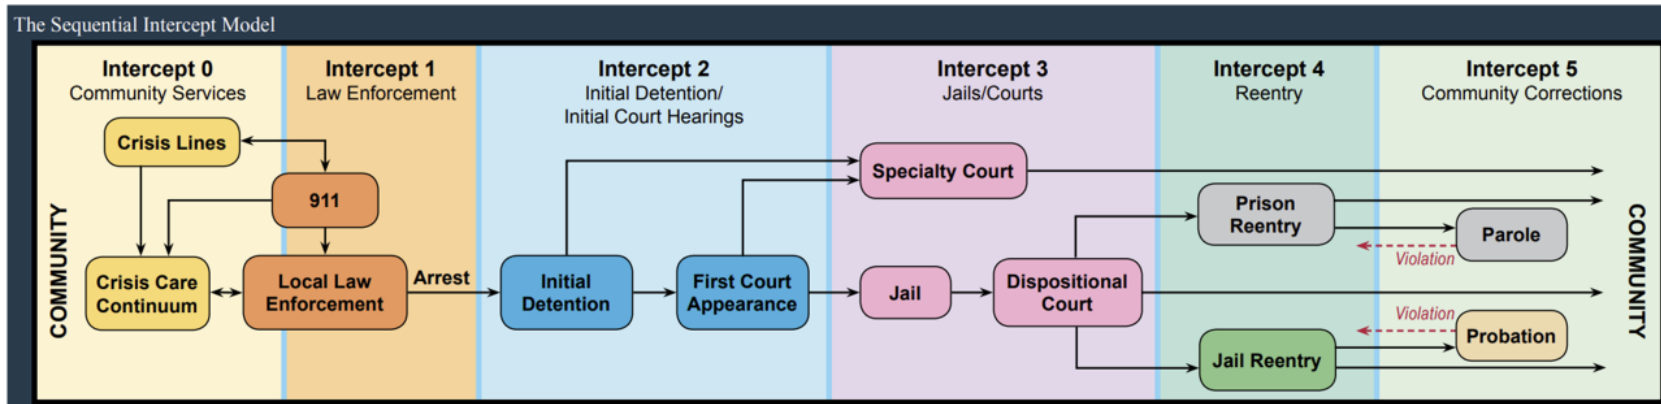 The Sequential Intercept Model
Intercept 0
Community Services
Intercept 1
Law Enforcement
Intercept 2
Initial Detention/
Initial Court Hearings
Intercept 3
Jails/Courts
Intercept 4
Reentry
Intercept 5
Community Corrections
COMMUNITY
Crisis Lines
911
Crisis Care
Continuum
Local Law
Enforcement
Arrest
Initial
Detention
First Court
Appearance
Specialty Court
Jail
Dispositional
Court
Prison
Reentry
Parole
Violation
Violation
Probation
Jail Reentry
COMMUNITY